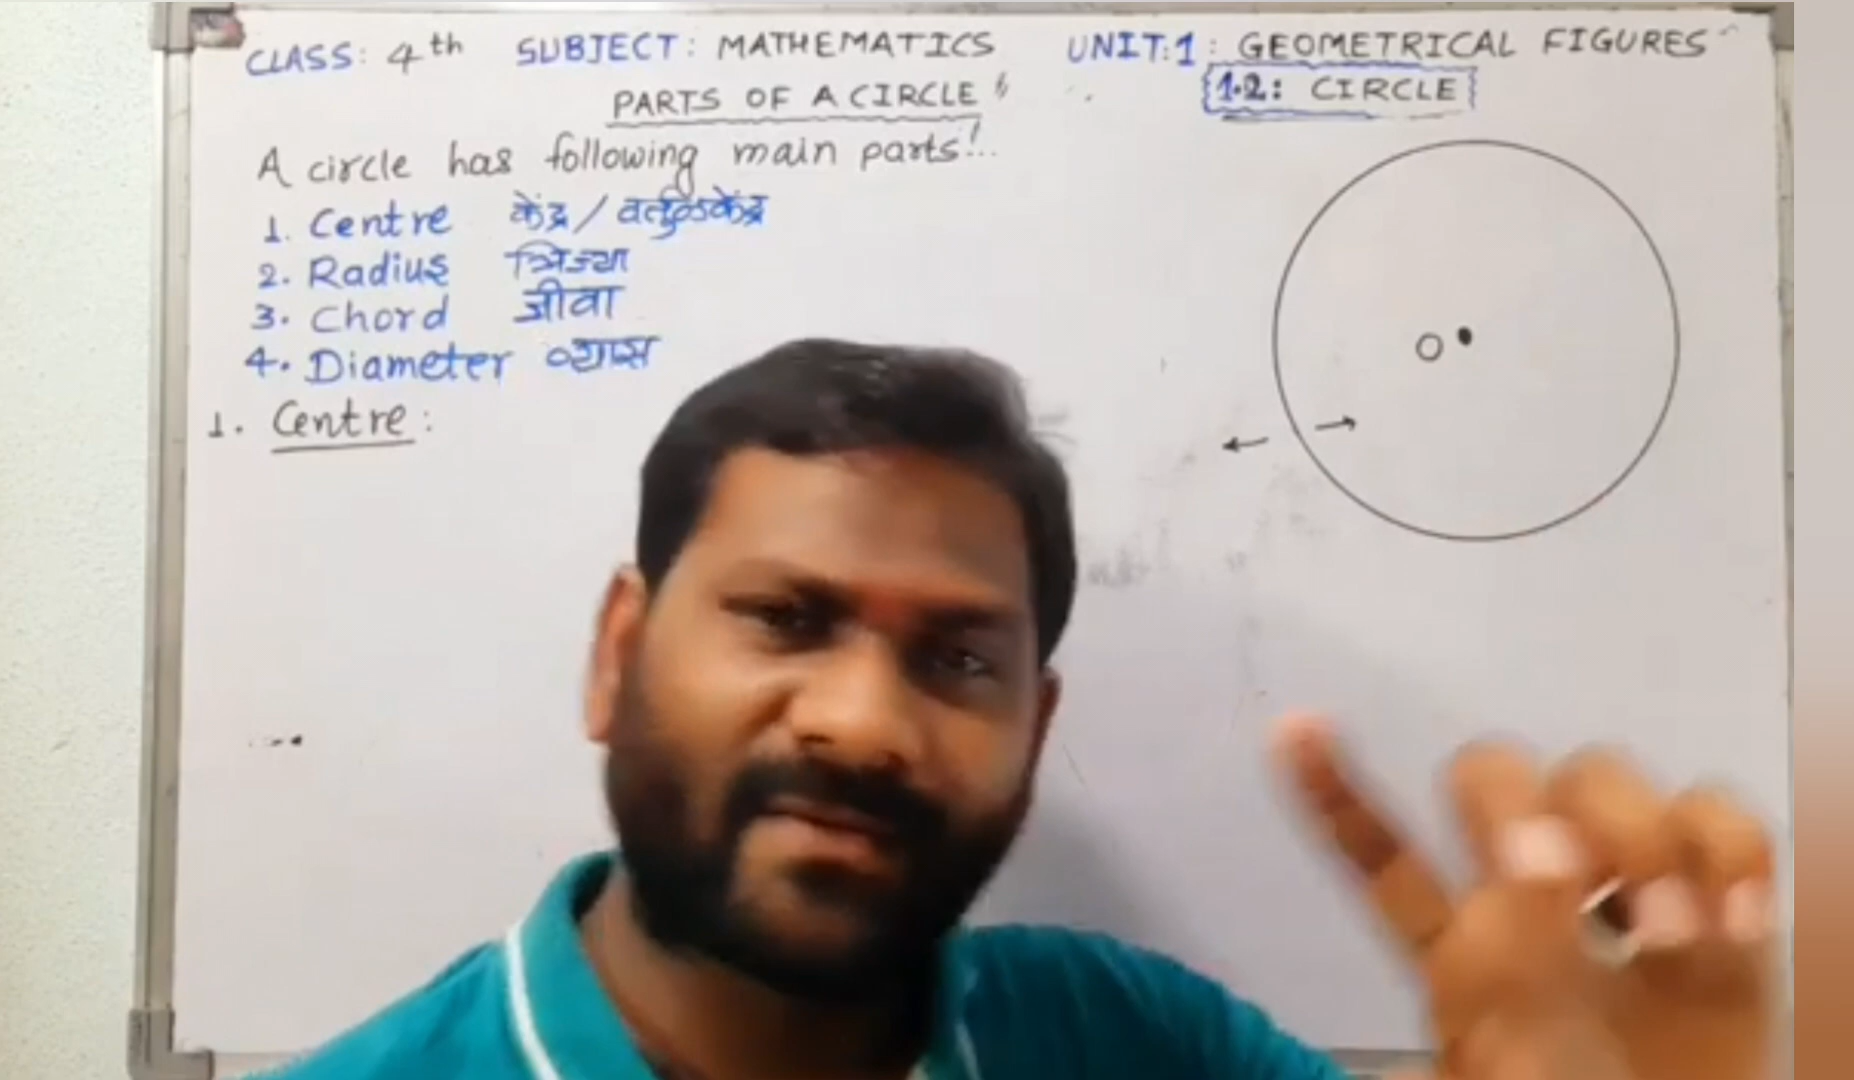 CLASS: 4th SUBJECT: MATHEMATICS UNIT:1: GEOMETRICAL FIGURES
PARTS OF A CIRCLE
1.2: CIRCLE
A circle has following main parts!..
1. Centre केंद्र / वर्तुळकेंद्र
2. Radius त्रिज्या
3. Chord जीवा
4. Diameter व्यास
1. Centre:
O